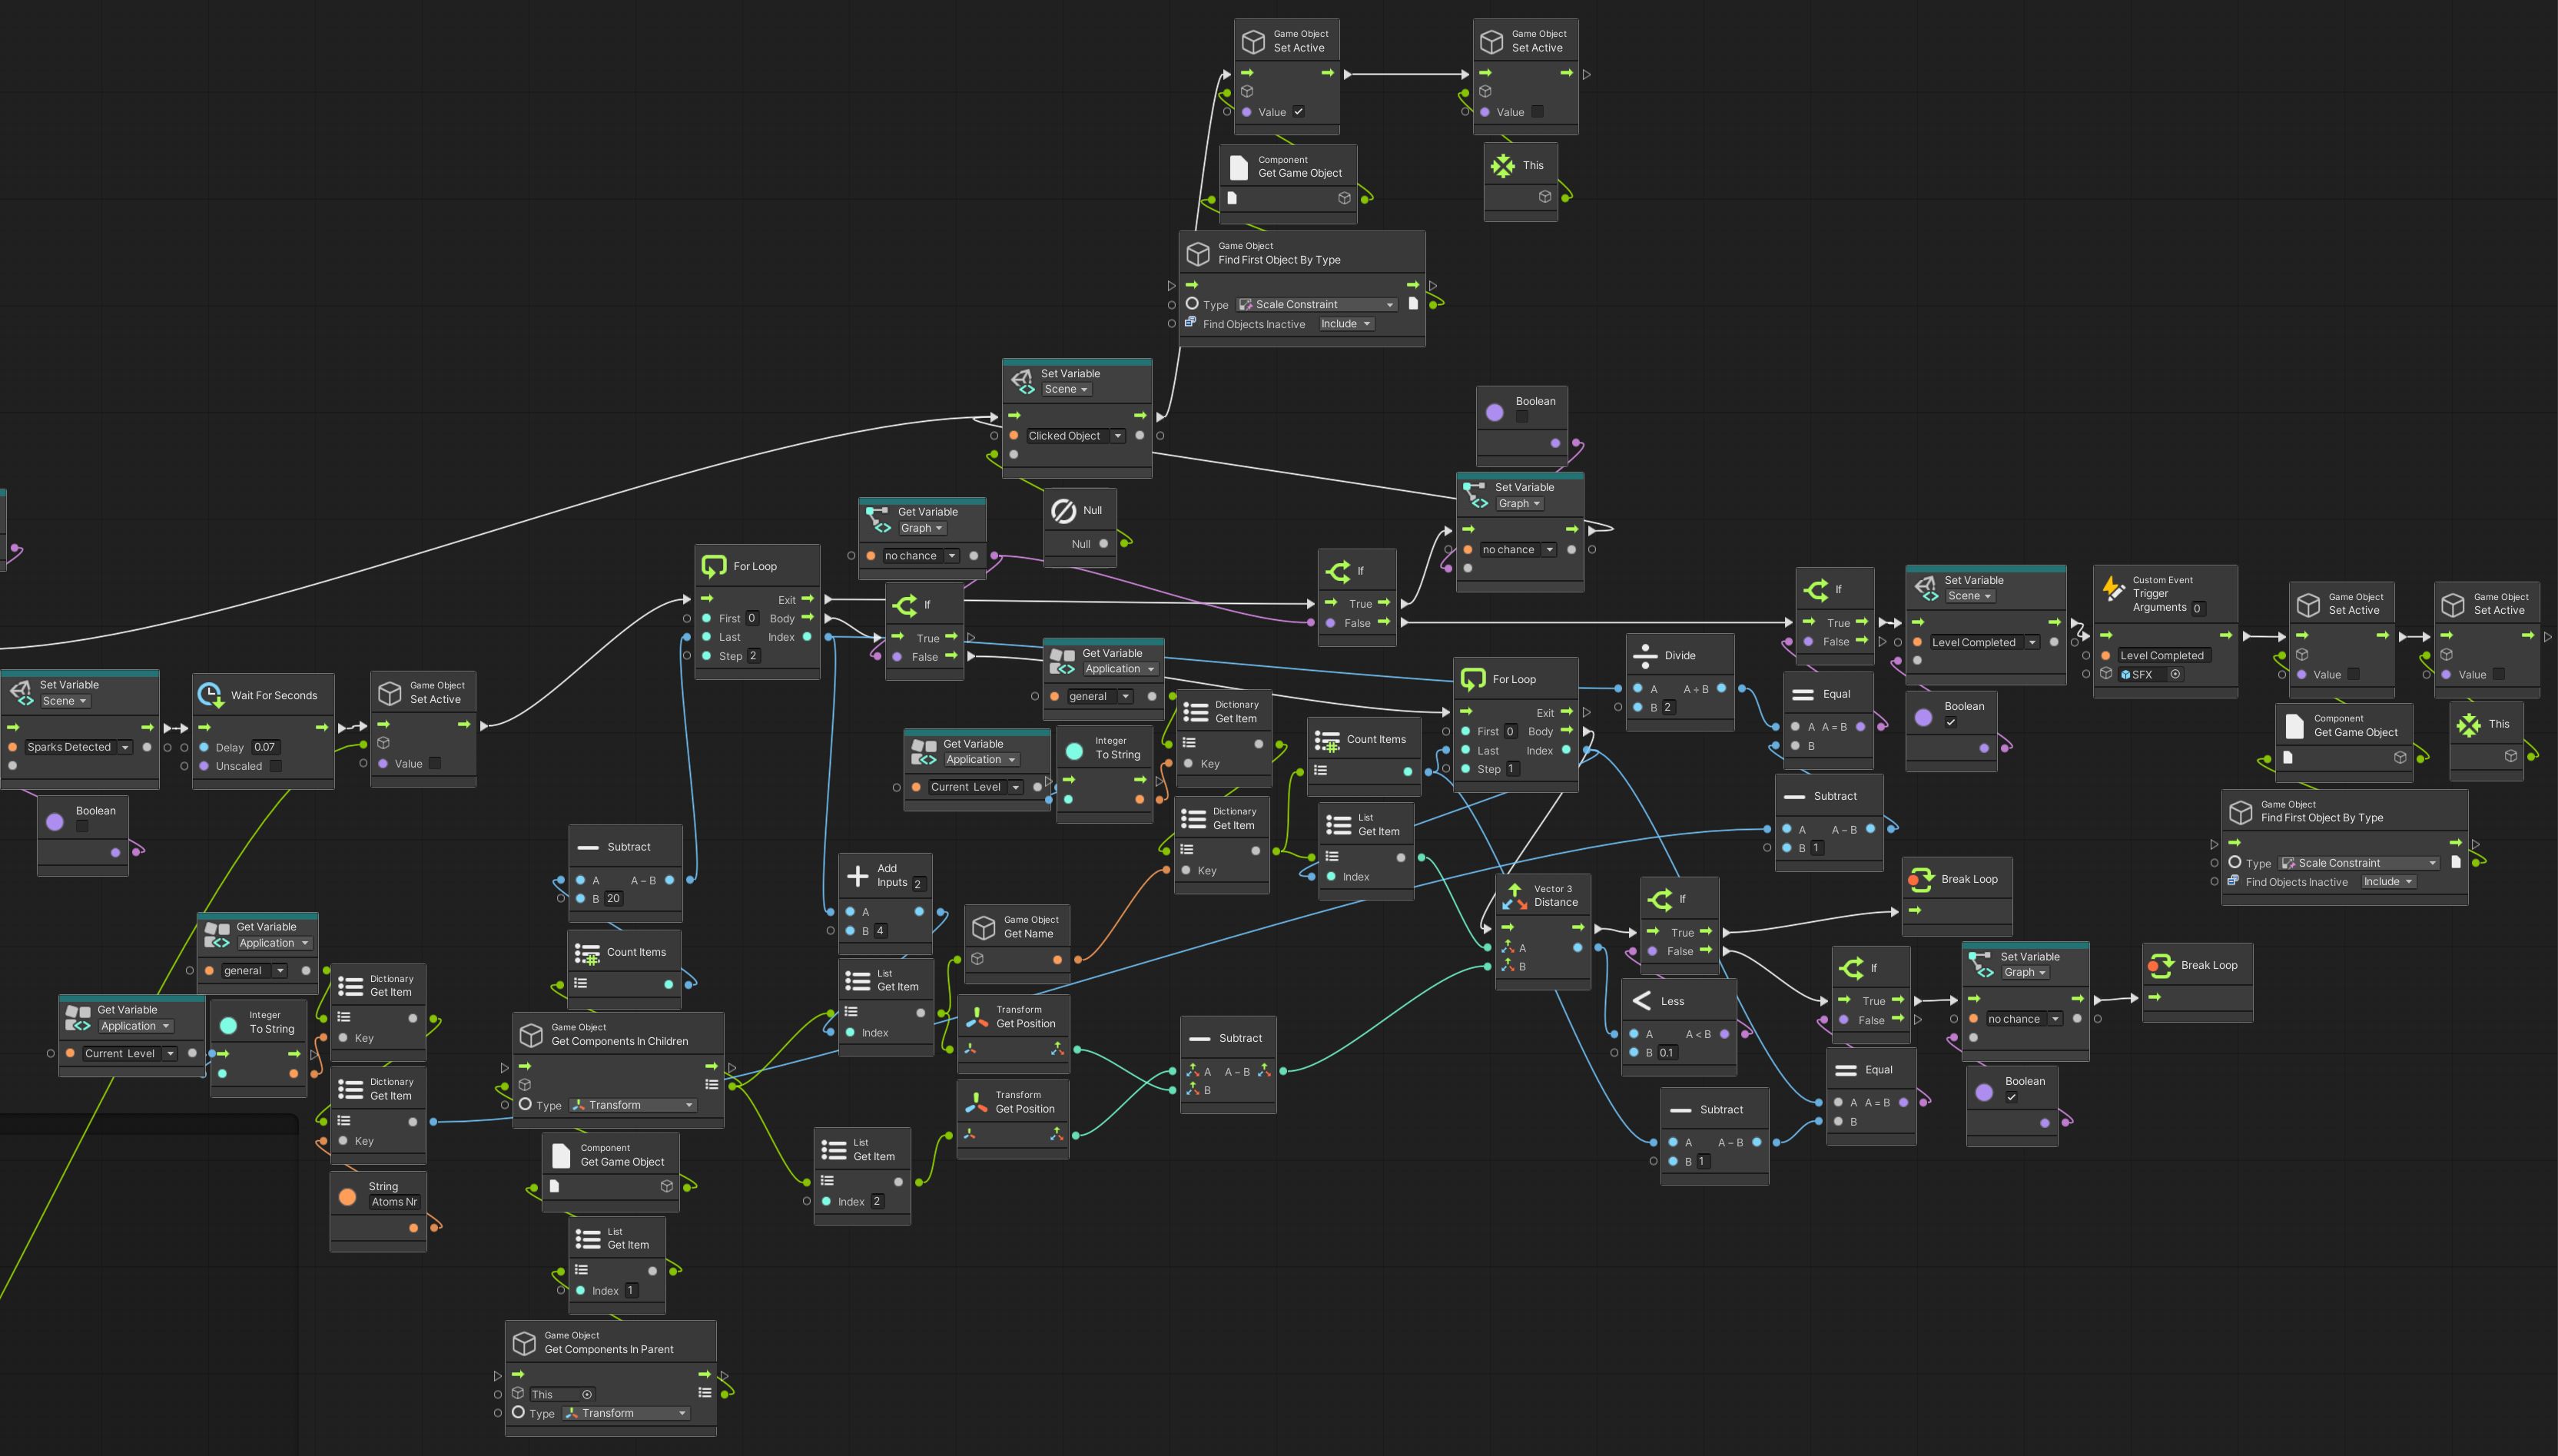 Game Object
Set Active
Value
Game Object
Set Active
Value
Component
Get Game Object
This
Game Object
Find First Object By Type
Type Scale Constraint
Find Objects Inactive Include
Set Variable
Scene
Clicked Object
Null
Null
Boolean
Set Variable
Graph
no chance
Get Variable
Graph
no chance
For Loop
Exit
First 0 Body
Last Index
Step 2
If
True
False
If
True
False
Set Variable
Scene
Sparks Detected
Boolean
Wait For Seconds
Delay 0.07
Unscaled
Game Object
Set Active
Value
Get Variable
Application
general
Get Variable
Application
Current Level
Integer
To String
Dictionary
Get Item
Key
Dictionary
Get Item
Key
Count Items
List
Get Item
Index
For Loop
Exit
First 0 Body
Last Index
Step 1
Divide
A A ÷ B
B 2
If
True
False
Equal
A A = B
B
Subtract
A A − B
B 1
Set Variable
Scene
Level Completed
Boolean
Custom Event
Trigger
Arguments 0
Level Completed
SFX
Game Object
Set Active
Value
Game Object
Set Active
Value
Component
Get Game Object
This
Game Object
Find First Object By Type
Type Scale Constraint
Find Objects Inactive Include
Subtract
A A − B
B 20
Count Items
Game Object
Get Components In Children
Type Transform
Component
Get Game Object
List
Get Item
Index 1
Game Object
Get Components In Parent
This
Type Transform
Get Variable
Application
general
Get Variable
Application
Current Level
Integer
To String
Dictionary
Get Item
Key
Dictionary
Get Item
Key
String
Atoms Nr
Add
Inputs 2
A
B 4
List
Get Item
Index
Game Object
Get Name
Transform
Get Position
Transform
Get Position
List
Get Item
Index 2
Subtract
A A − B
B
Vector 3
Distance
A
B
If
True
False
Less
A A < B
B 0.1
Break Loop
Subtract
A A − B
B 1
If
True
False
Equal
A A = B
B
Set Variable
Graph
no chance
Boolean
Break Loop